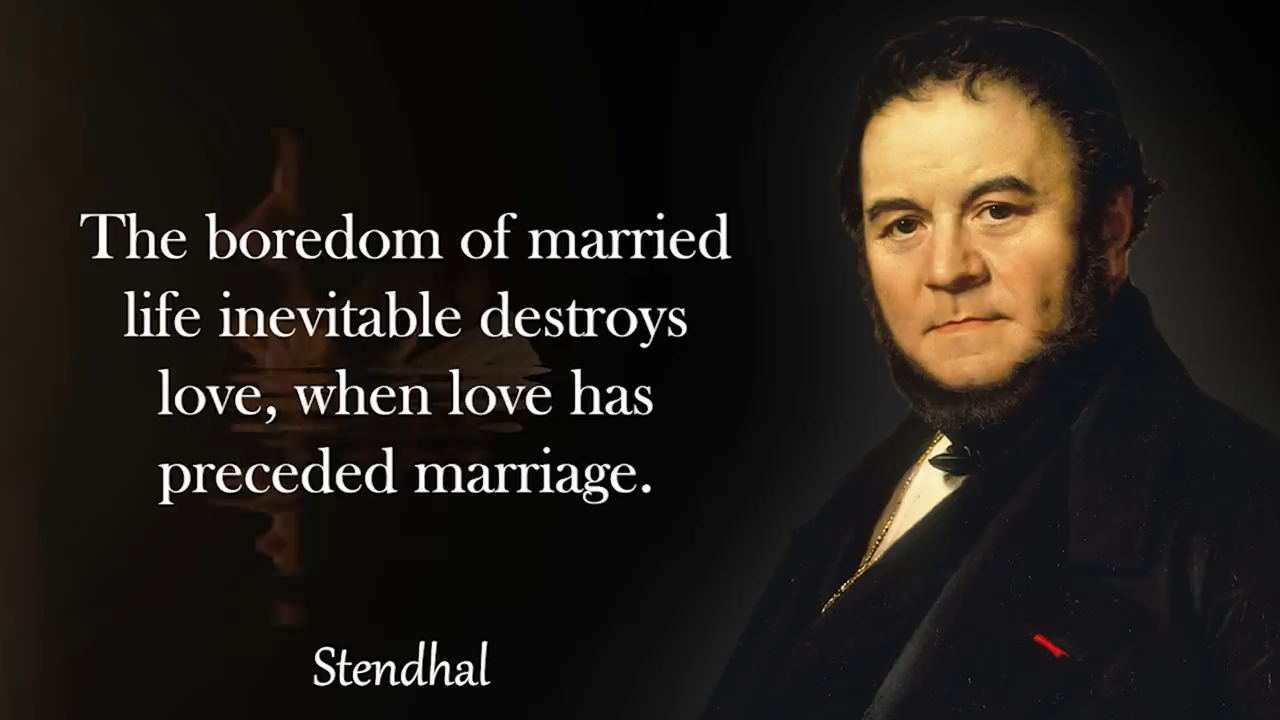 The boredom of married
life inevitable destroys
love, when love has
preceded marriage.
Stendhal